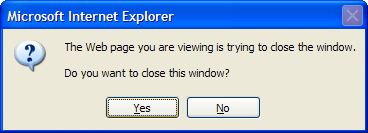 Microsoft Internet Explorer
The Web page you are viewing is trying to close the window.
Do you want to close this window?
Yes
No